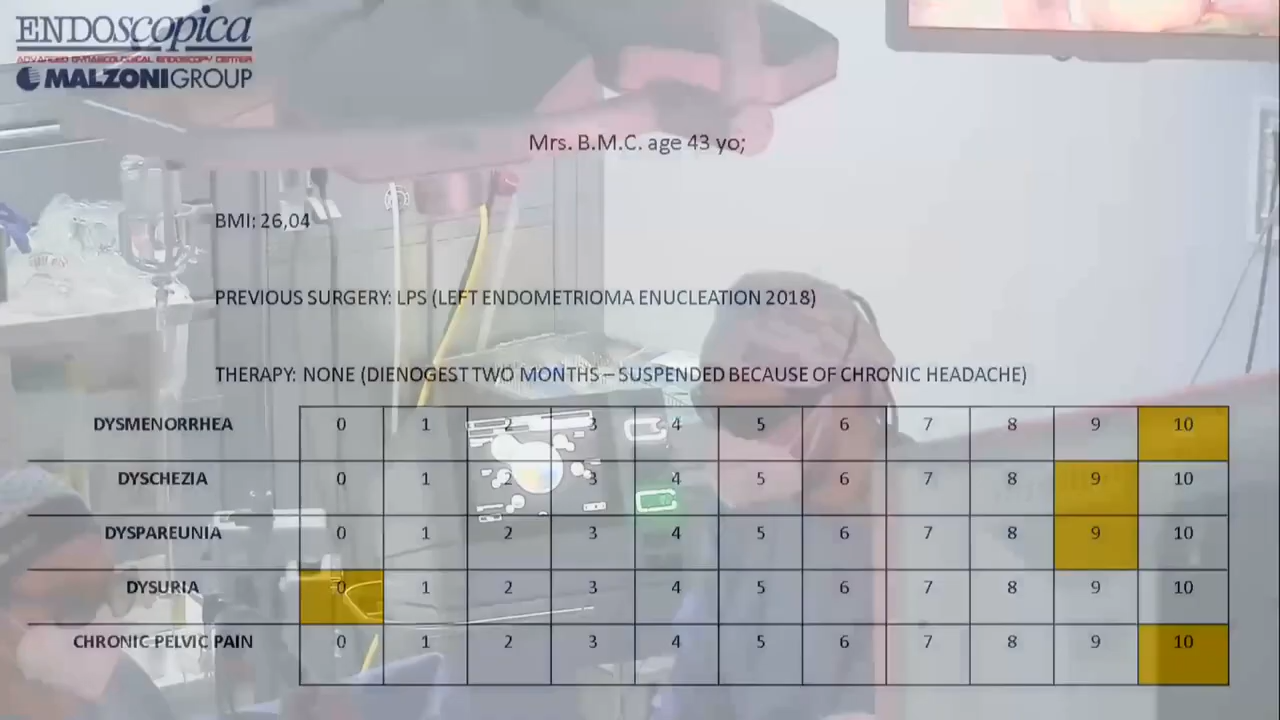 ENDOSCOPICA
ADVANCED GYNAECOLOGICAL ENDOSCOPY CENTER
MALZONIGROUP
Mrs. B.M.C. age 43 yo;
BMI: 26,04
PREVIOUS SURGERY: LPS (LEFT ENDOMETRIOMA ENUCLEATION 2018)
THERAPY: NONE (DIENOGEST TWO MONTHS – SUSPENDED BECAUSE OF CHRONIC HEADACHE)
DYSMENORRHEA 0 1 2 3 4 5 6 7 8 9 10
DYSCHEZIA 0 1 2 3 4 5 6 7 8 9 10
DYSPAREUNIA 0 1 2 3 4 5 6 7 8 9 10
DYSURIA 0 1 2 3 4 5 6 7 8 9 10
CHRONIC PELVIC PAIN 0 1 2 3 4 5 6 7 8 9 10